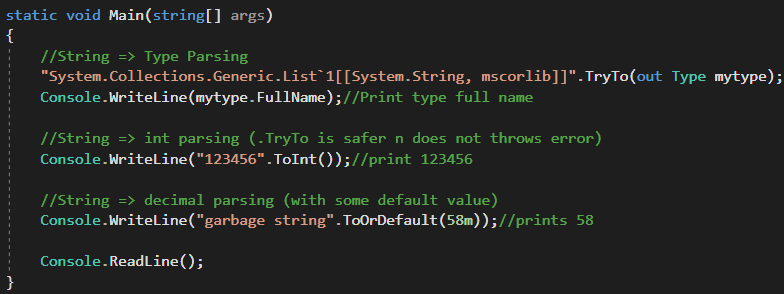 static void Main(string[] args)
{
//String => Type Parsing
"System.Collections.Generic.List`1[[System.String, mscorlib]]".TryTo(out Type mytype);
Console.WriteLine(mytype.FullName);//Print type full name
//String => int parsing (.TryTo is safer n does not throws error)
Console.WriteLine("123456".ToInt());//print 123456
//String => decimal parsing (with some default value)
Console.WriteLine("garbage string".ToOrDefault(58m));//prints 58
Console.ReadLine();
}